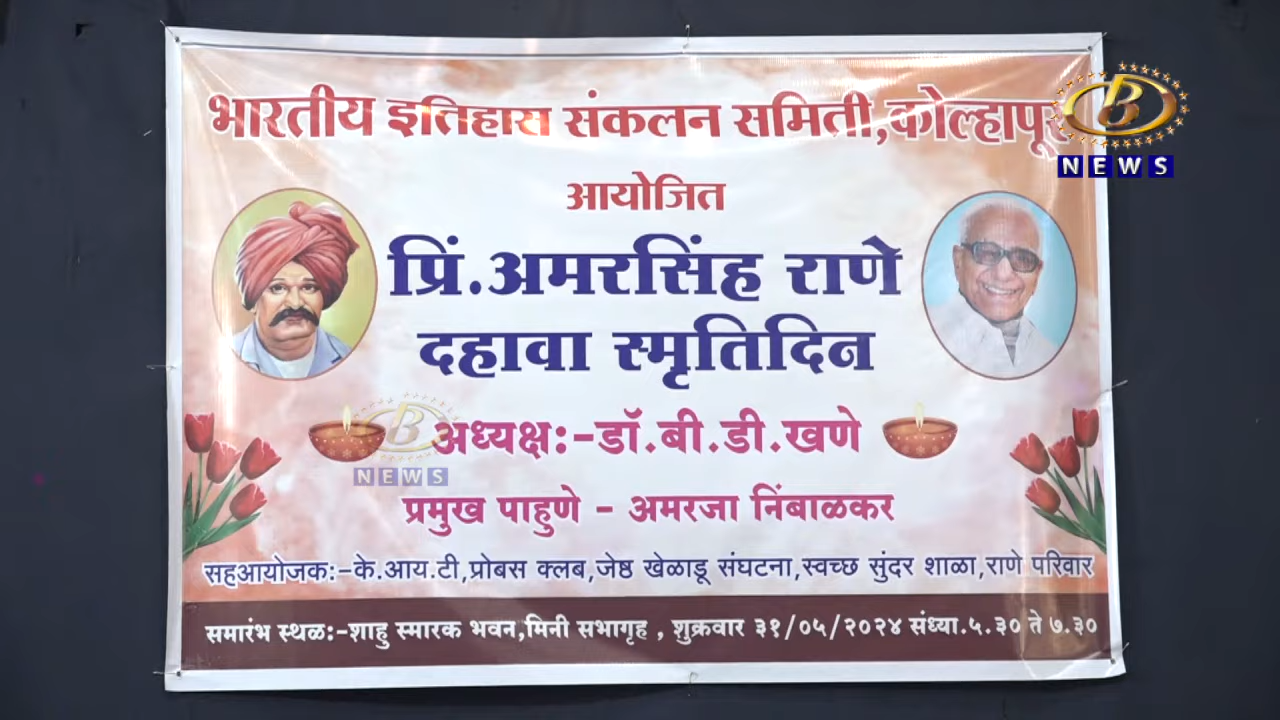 भारतीय इतिहास संकलन समिती,कोल्हापूर
B
NEWS
आयोजित
प्रिं.अमरसिंह राणे
दहावा स्मृतिदिन
अध्यक्ष:-डॉ.बी.डी.खणे
B
NEWS
प्रमुख पाहुणे - अमरजा निंबाळकर
सहआयोजक:-के.आय.टी,प्रोबस क्लब,जेष्ठ खेळाडू संघटना,स्वच्छ सुंदर शाळा,राणे परिवार
समारंभ स्थळ:-शाहु स्मारक भवन,मिनी सभागृह , शुक्रवार ३१/०५/२०२४ संध्या.५.३० ते ७.३०